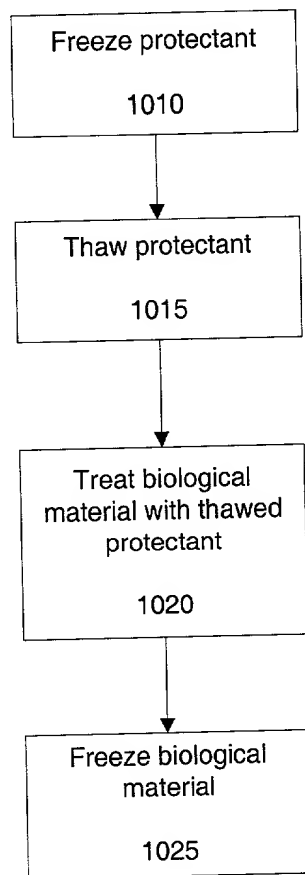 Freeze protectant
1010
Thaw protectant
1015
Treat biological
material with thawed
protectant
1020
Freeze biological
material
1025